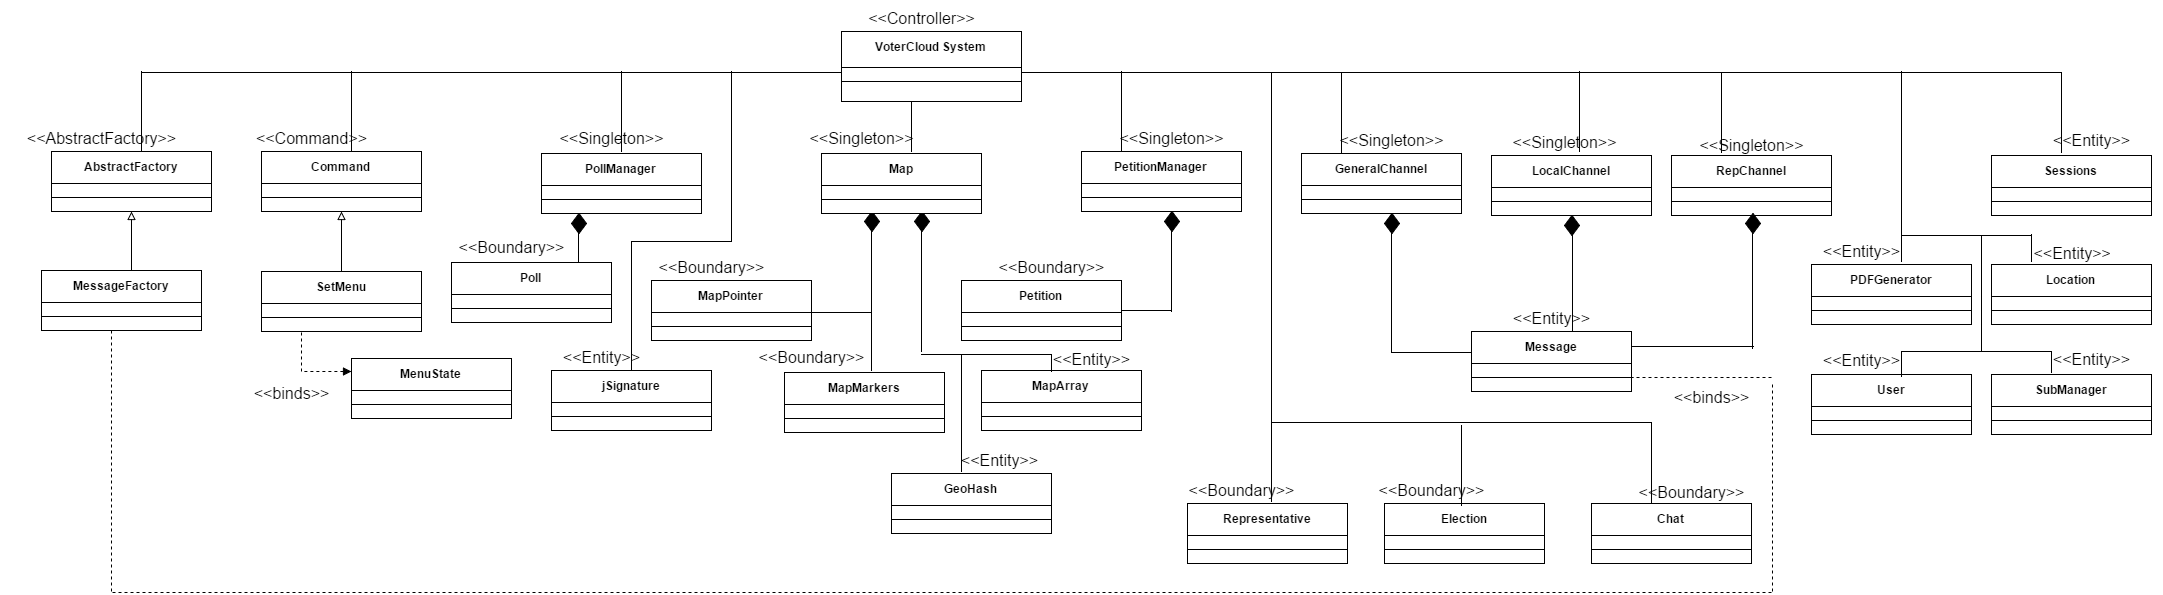 <<Controller>>
VoterCloud System
<<AbstractFactory>>
AbstractFactory
<<Command>>
Command
<<Singleton>>
PollManager
<<Singleton>>
Map
<<Singleton>>
PetitionManager
<<Singleton>>
GeneralChannel
<<Singleton>>
LocalChannel
<<Singleton>>
RepChannel
<<Entity>>
Sessions
MessageFactory
SetMenu
<<Boundary>>
Poll
<<Boundary>>
MapPointer
<<Boundary>>
Petition
<<Entity>>
PDFGenerator
<<Entity>>
Location
<<Entity>>
Message
<<binds>>
MenuState
<<Entity>>
jSignature
<<Boundary>>
MapMarkers
<<Entity>>
MapArray
<<binds>>
<<Entity>>
User
<<Entity>>
SubManager
<<Entity>>
GeoHash
<<Boundary>>
Representative
<<Boundary>>
Election
<<Boundary>>
Chat